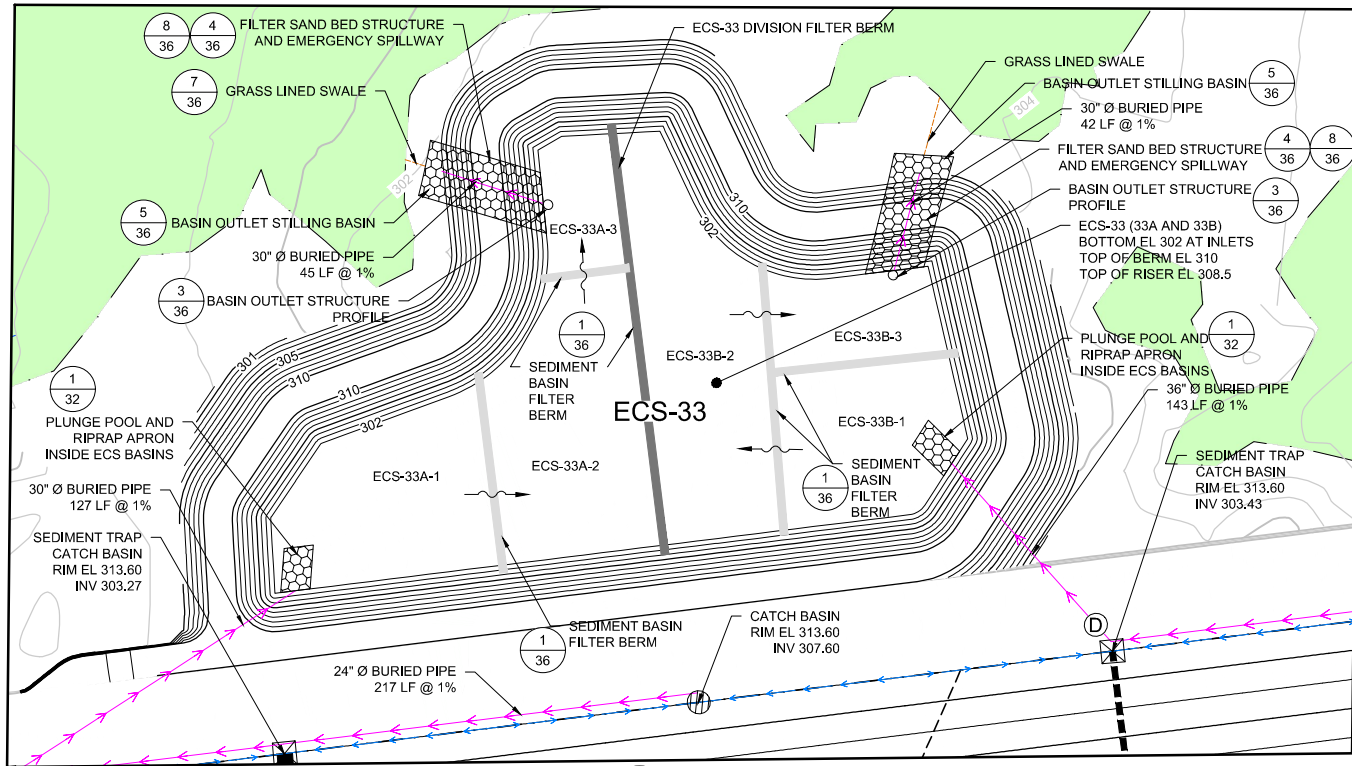 8
36
4
36
FILTER SAND BED STRUCTURE
AND EMERGENCY SPILLWAY
7
36
GRASS LINED SWALE
ECS-33 DIVISION FILTER BERM
GRASS LINED SWALE
BASIN OUTLET STILLING BASIN
5
36
30" Ø BURIED PIPE
42 LF @ 1%
FILTER SAND BED STRUCTURE
AND EMERGENCY SPILLWAY
4
36
8
36
BASIN OUTLET STRUCTURE
PROFILE
3
36
ECS-33 (33A AND 33B)
BOTTOM EL 302 AT INLETS
TOP OF BERM EL 310
TOP OF RISER EL 308.5
304
302
5
36
BASIN OUTLET STILLING BASIN
30" Ø BURIED PIPE
45 LF @ 1%
3
36
BASIN OUTLET STRUCTURE
PROFILE
ECS-33A-3
310
302
1
36
SEDIMENT
BASIN
FILTER
BERM
ECS-33B-2
ECS-33B-3
PLUNGE POOL AND
RIPRAP APRON
INSIDE ECS BASINS
1
32
36" Ø BURIED PIPE
143 LF @ 1%
301
305
310
310
302
1
32
PLUNGE POOL AND
RIPRAP APRON
INSIDE ECS BASINS
ECS-33
ECS-33B-1
ECS-33A-1
ECS-33A-2
1
36
SEDIMENT
BASIN
FILTER
BERM
SEDIMENT TRAP
CATCH BASIN
RIM EL 313.60
INV 303.43
30" Ø BURIED PIPE
127 LF @ 1%
SEDIMENT TRAP
CATCH BASIN
RIM EL 313.60
INV 303.27
1
36
SEDIMENT BASIN
FILTER BERM
CATCH BASIN
RIM EL 313.60
INV 307.60
D
24" Ø BURIED PIPE
217 LF @ 1%